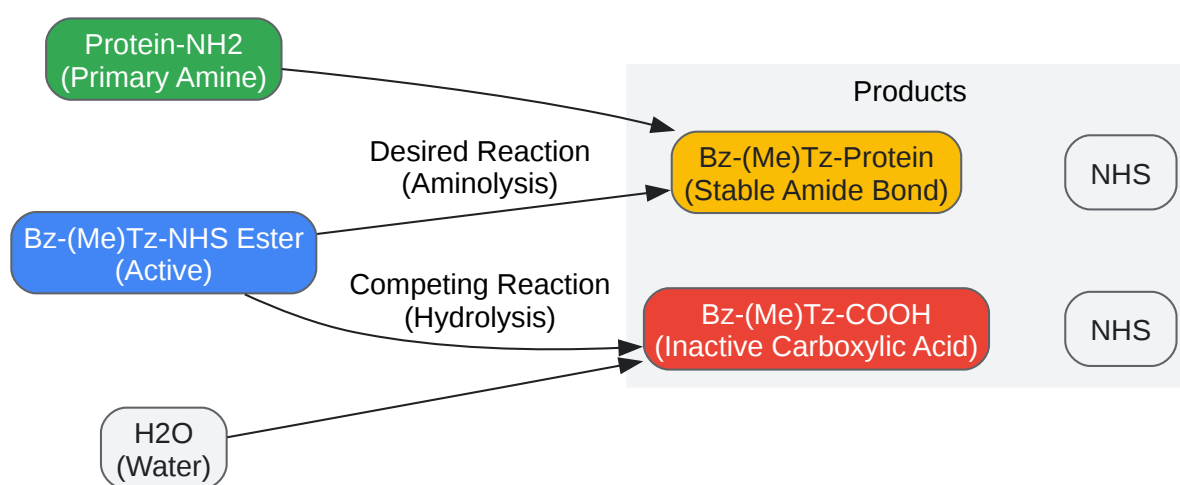 Protein-NH2
(Primary Amine)
Products
Desired Reaction
(Aminolysis)
Bz-(Me)Tz-Protein
(Stable Amide Bond)
NHS
Bz-(Me)Tz-NHS Ester
(Active)
Competing Reaction
(Hydrolysis)
Bz-(Me)Tz-COOH
(Inactive Carboxylic Acid)
NHS
H2O
(Water)